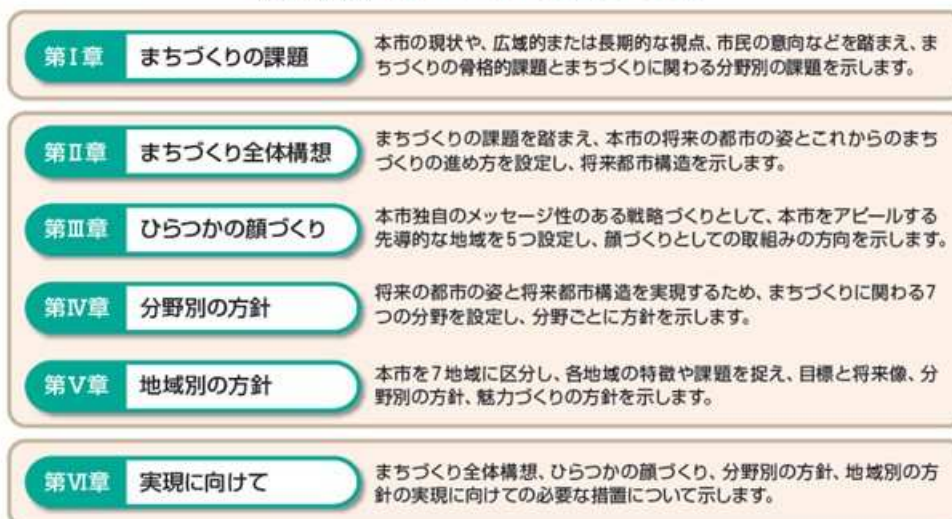 第Ⅰ章 まちづくりの課題
本市の現状や、広域的または長期的な視点、市民の意向などを踏まえ、ま
ちづくりの骨格的課題とまちづくりに関わる分野別の課題を示します。
第Ⅱ章 まちづくり全体構想
まちづくりの課題を踏まえ、本市の将来の都市の姿とこれからのまち
づくりの進め方を設定し、将来都市構造を示します。
第Ⅲ章 ひらつかの顔づくり
本市独自のメッセージ性のある戦略づくりとして、本市をアピールする
先導的な地域を5つ設定し、顔づくりとしての取組みの方向を示します。
第Ⅳ章 分野別の方針
将来の都市の姿と将来都市構造を実現するため、まちづくりに関わる7
つの分野を設定し、分野ごとに方針を示します。
第Ⅴ章 地域別の方針
本市を7地域に区分し、各地域の特徴や課題を捉え、目標と将来像、分
野別の方針、魅力づくりの方針を示します。
第Ⅵ章 実現に向けて
まちづくり全体構想、ひらつかの顔づくり、分野別の方針、地域別の方
針の実現に向けての必要な措置について示します。